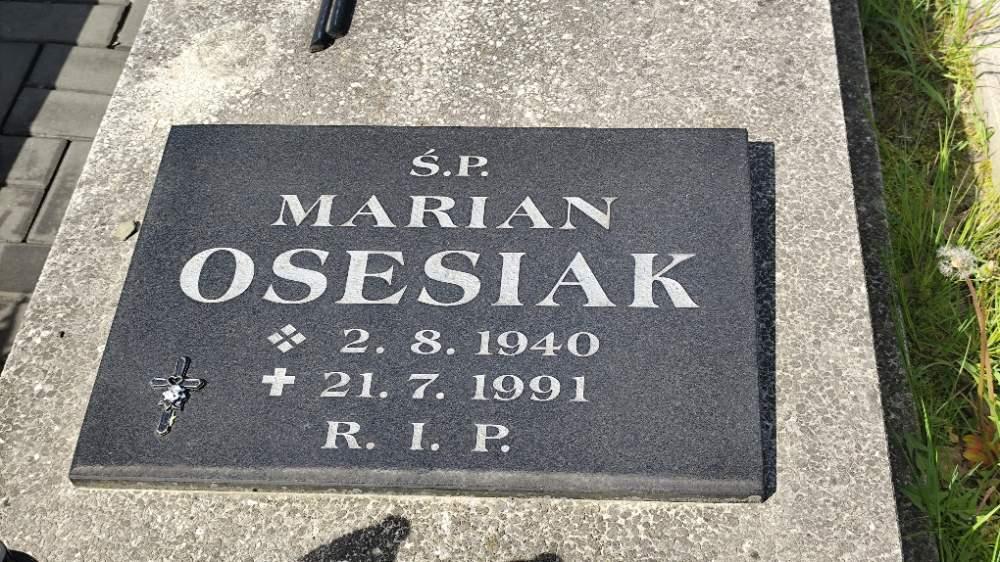 Ś.P.
MARIAN
OSESIAK
2. 8. 1940
21. 7. 1991
R. I. P.